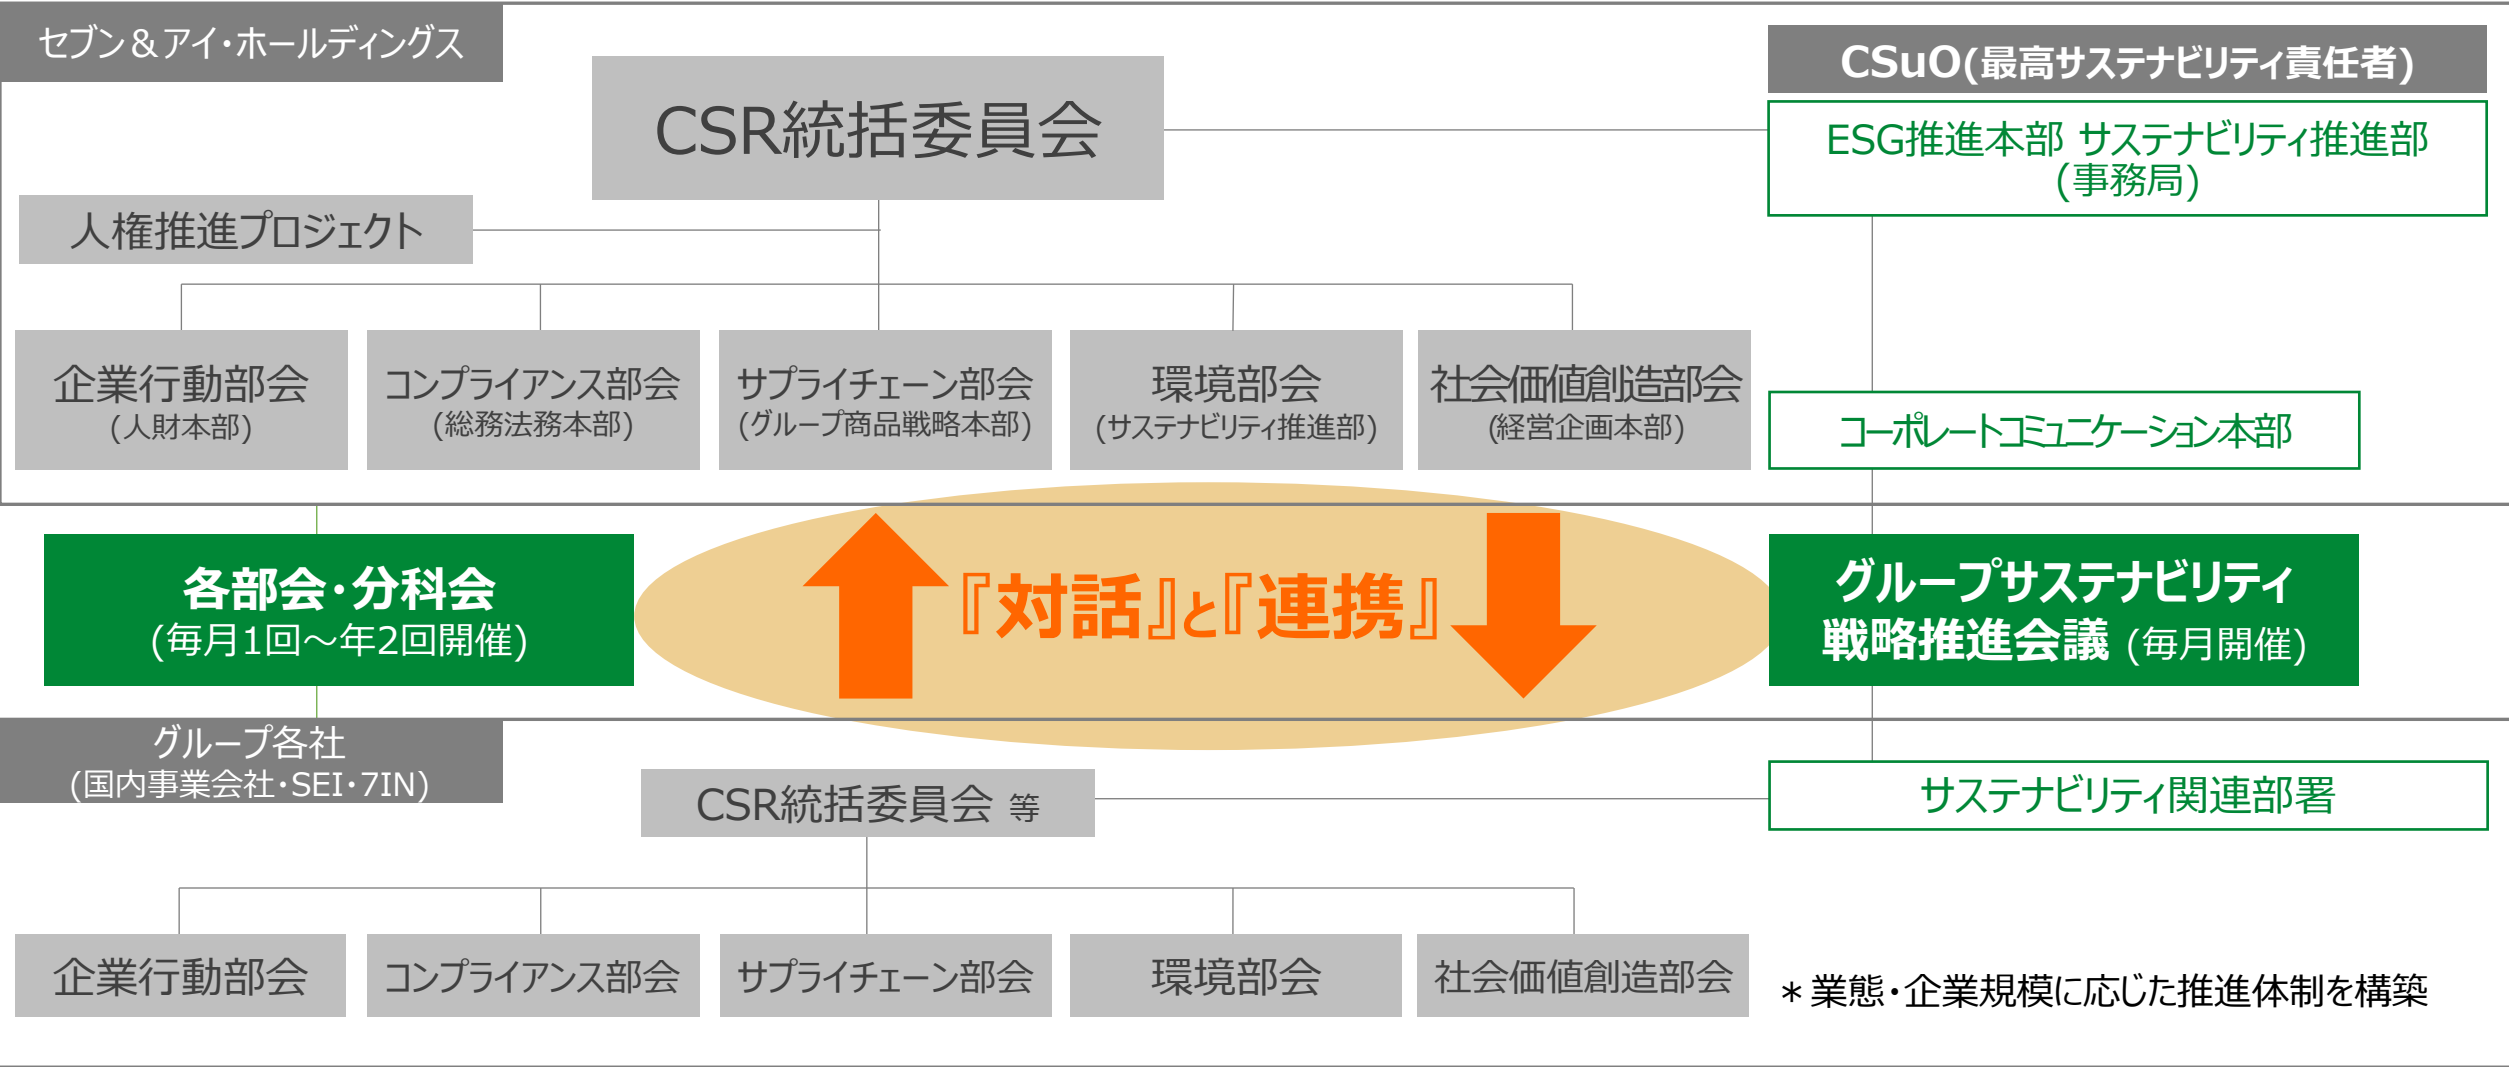 セブン&アイ・ホールディングス
CSuO(最高サステナビリティ責任者)
CSR統括委員会
ESG推進本部 サステナビリティ推進部
(事務局)
人権推進プロジェクト
企業行動部会
(人財本部)
コンプライアンス部会
(総務法務本部)
サプライチェーン部会
(グループ商品戦略本部)
環境部会
(サステナビリティ推進部)
社会価値創造部会
(経営企画本部)
コーポレートコミュニケーション本部
各部会・分科会
(毎月1回～年2回開催)
『対話』と『連携』
グループサステナビリティ
戦略推進会議 (毎月開催)
グループ各社
(国内事業会社・SEI・7IN)
CSR統括委員会 等
サステナビリティ関連部署
企業行動部会
コンプライアンス部会
サプライチェーン部会
環境部会
社会価値創造部会
＊業態・企業規模に応じた推進体制を構築